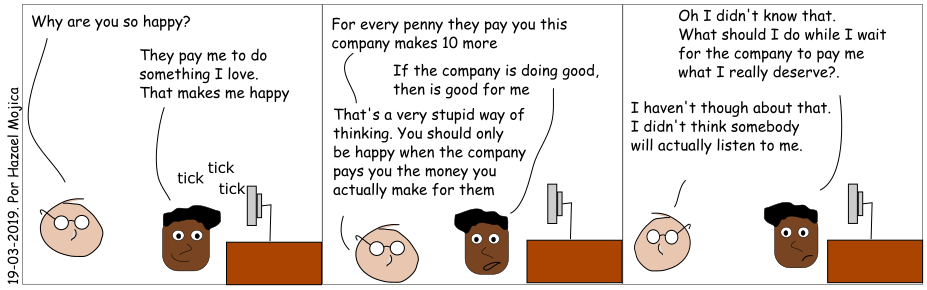 Why are you so happy?
They pay me to do
something I love.
That makes me happy
tick
tick
tick
For every penny they pay you this
company makes 10 more
If the company is doing good,
then is good for me
That's a very stupid way of
thinking. You should only
be happy when the company
pays you the money you
actually make for them
Oh I didn't know that.
What should I do while I wait
for the company to pay me
what I really deserve?.
I haven't though about that.
I didn't think somebody
will actually listen to me.
19-03-2019. Por Hazael Mojica